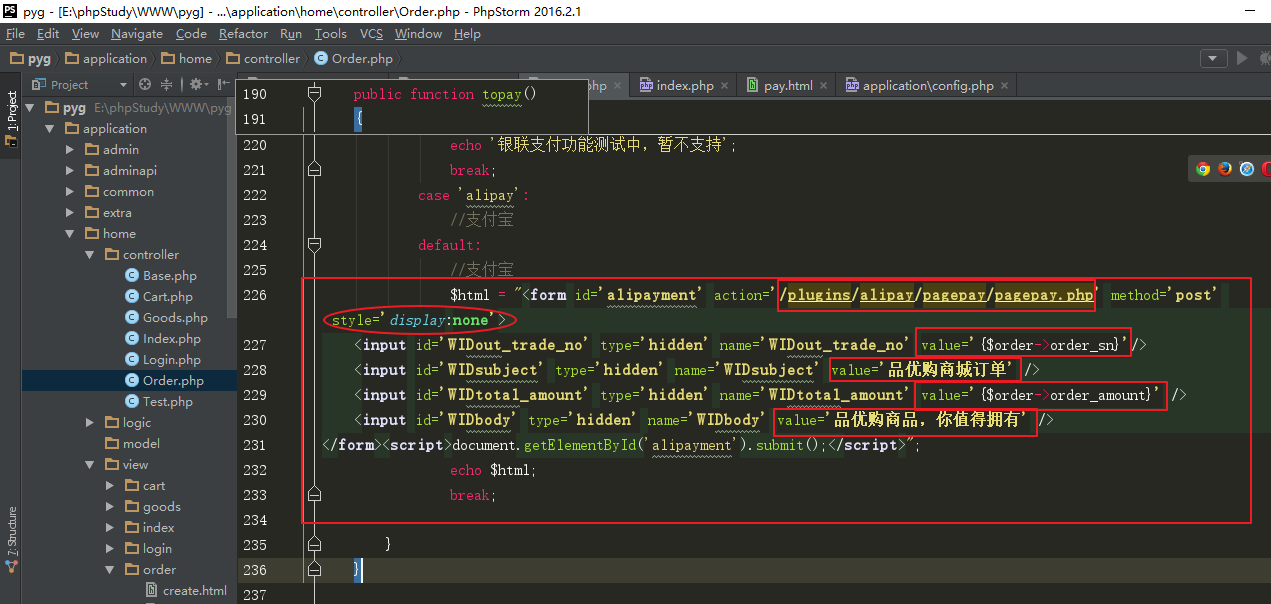 PS pyg - [E:\phpStudy\WWW\pyg] - ...\application\home\controller\Order.php - PhpStorm 2016.2.1
File Edit View Navigate Code Refactor Run Tools VCS Window Help
pyg application home controller Order.php
Project
hp index.php pay.html application\config.php
1: Project
7: Structure
pyg E:\phpStudy\WWW\pyg
application
admin
adminapi
common
extra
home
controller
Base.php
Cart.php
Goods.php
Index.php
Login.php
Order.php
Test.php
logic
model
view
cart
goods
index
login
order
create.html
190 public function topay()
191 {
220 echo '银联支付功能测试中，暂不支持';
221 break;
222 case 'alipay':
223 //支付宝
224 default:
225 //支付宝
226 $html = "<form id='alipayment' action='/plugins/alipay/pagepay/pagepay.php' method='post'
style='display:none'>
227 <input id='WIDout_trade_no' type='hidden' name='WIDout_trade_no' value='{$order->order_sn}'/>
228 <input id='WIDsubject' type='hidden' name='WIDsubject' value='品优购商城订单' />
229 <input id='WIDtotal_amount' type='hidden' name='WIDtotal_amount' value='{$order->order_amount}' />
230 <input id='WIDbody' type='hidden' name='WIDbody' value='品优购商品，你值得拥有' />
231 </form><script>document.getElementById('alipayment').submit();</script>";
232 echo $html;
233 break;
234
235 }
236 }
237